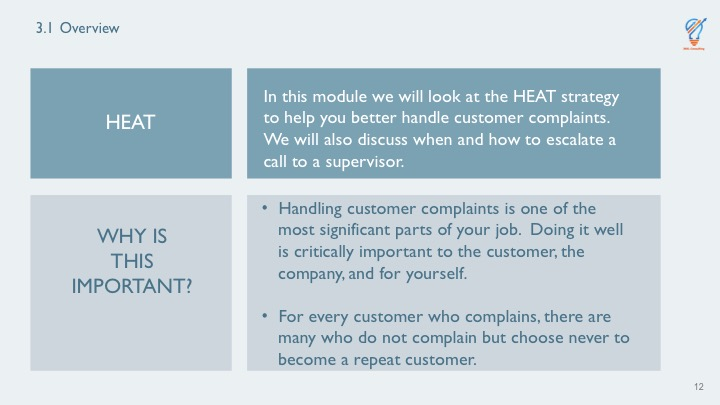 3.1 Overview
HEAT
In this module we will look at the HEAT strategy
to help you better handle customer complaints.
We will also discuss when and how to escalate a
call to a supervisor.
WHY IS
THIS
IMPORTANT?
• Handling customer complaints is one of the
most significant parts of your job.  Doing it well
is critically important to the customer, the
company, and for yourself.
• For every customer who complains, there are
many who do not complain but choose never to
become a repeat customer.
12